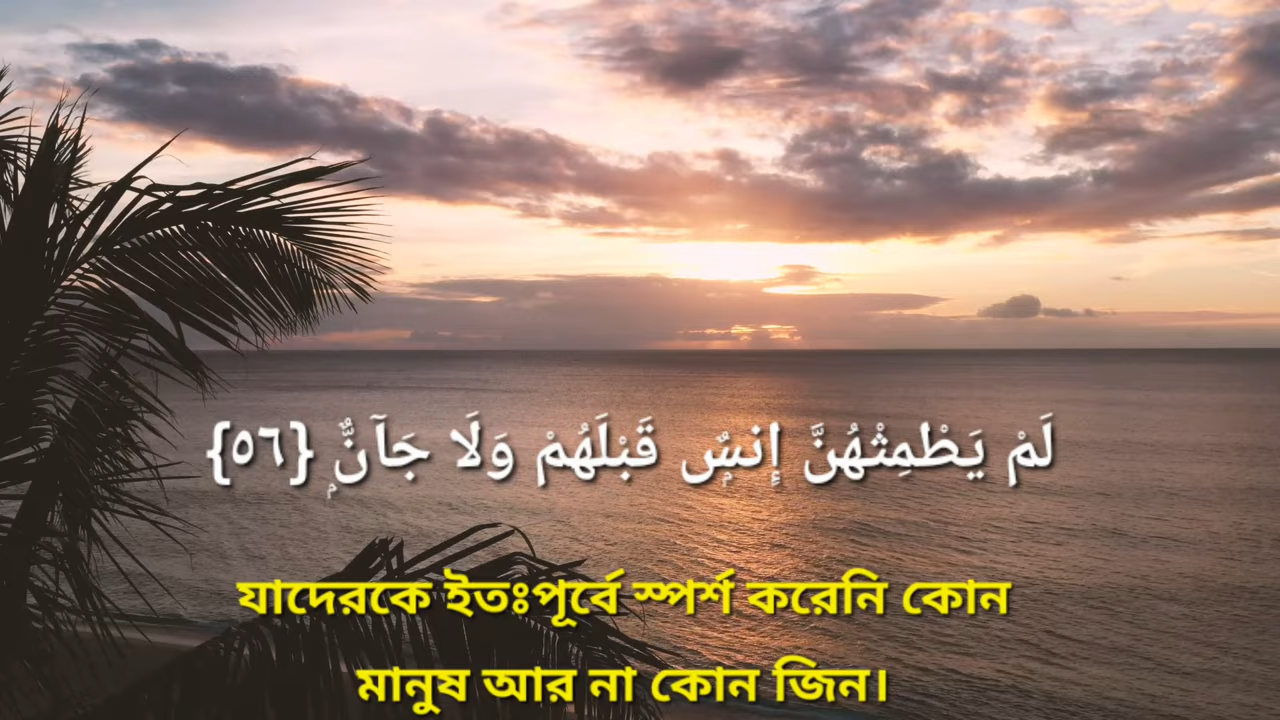 لَمْ يَطْمِثْهُنَّ إِنسٌۭ قَبْلَهُمْ وَلَا جَآنٌّۭ {٥٦}
যাদেরকে ইতঃপূর্বে স্পর্শ করেনি কোন
মানুষ আর না কোন জিন।